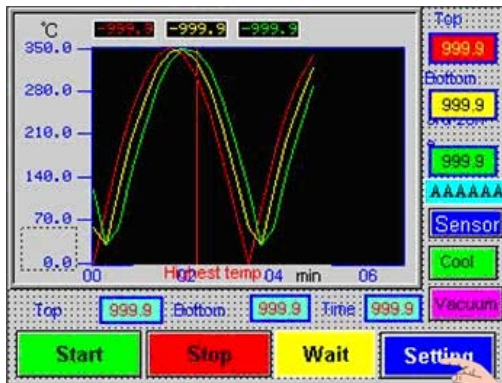 °C -999.9 -999.9 -999.9
Top
999.9
Bottom
999.9
999.9
AAAAAA
Sensor
Cool
Vacuum
350.0
280.0
210.0
140.0
70.0
0.0
00 02 04 min 06
Highest temp
Top 999.9 Bottom 999.9 Time 999.9
Start Stop Wait Setting